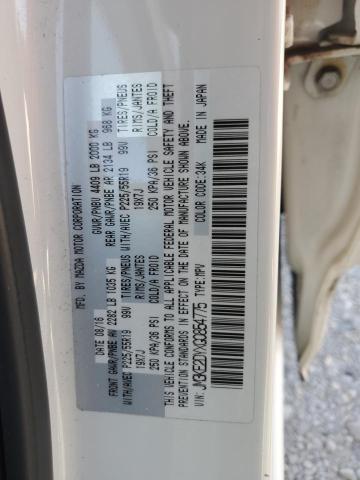 MFD. BY MAZDA MOTOR CORPORATION
DATE: 08/16 GVWR/PNBV 4409 LB 2000 KG
FRONT GAWR/PNBE AV 2282 LB 1035 KG REAR GAWR/PNBE AR 2134 LB 968 KG
WITH/AVEC P225/55R19 99V TIRES/PNEUS WITH/AVEC P225/55R19 99V TIRES/PNEUS
19X7J RIMS/JANTES 19X7J RIMS/JANTES
250 KPA/36 PSI COLD/A FROID 250 KPA/36 PSI COLD/A FROID
THIS VEHICLE CONFORMS TO ALL APPLICABLE FEDERAL MOTOR VEHICLE SAFETY AND THEFT
PREVENTION STANDARDS IN EFFECT ON THE DATE OF MANUFACTURE SHOWN ABOVE.
COLOR CODE:34K MADE IN JAPAN
VIN: TYPE:MPV